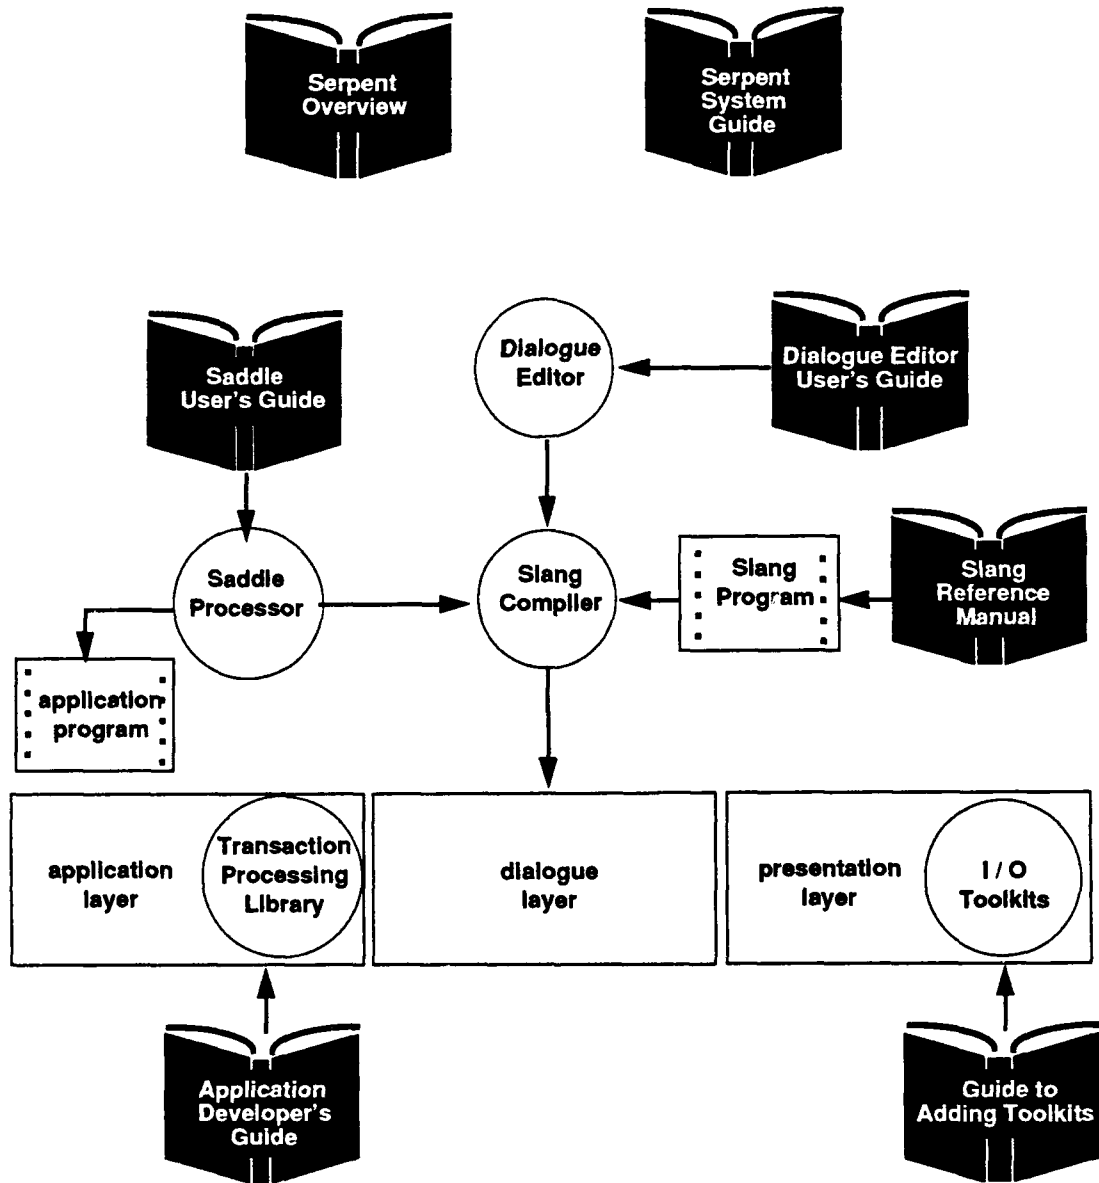 Serpent
Overview
Serpent
System
Guide
Saddle
User's Guide
Dialogue
Editor
Dialogue Editor
User's Guide
Saddle
Processor
Slang
Compiler
Slang
Program
Slang
Reference
Manual
application
program
application
layer
Transaction
Processing
Library
dialogue
layer
presentation
layer
I / O
Toolkits
Application
Developer's
Guide
Guide to
Adding Toolkits